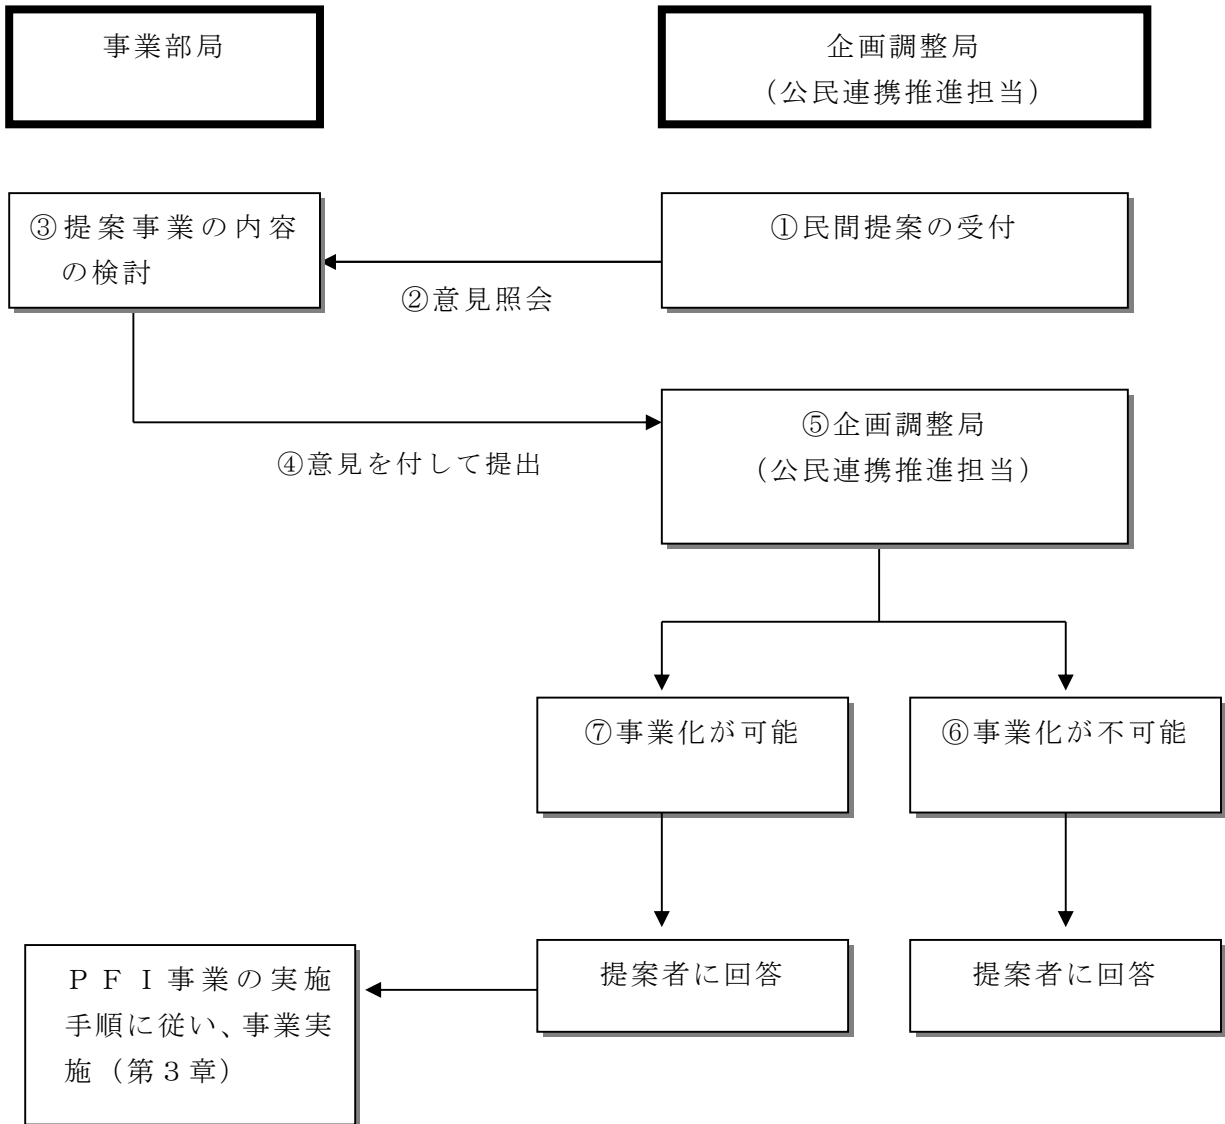 事業部局
企画調整局
（公民連携推進担当）
③提案事業の内容
の検討
①民間提案の受付
②意見照会
⑤企画調整局
（公民連携推進担当）
④意見を付して提出
⑦事業化が可能
⑥事業化が不可能
ＰＦＩ事業の実施
手順に従い、事業実
施（第３章）
提案者に回答
提案者に回答